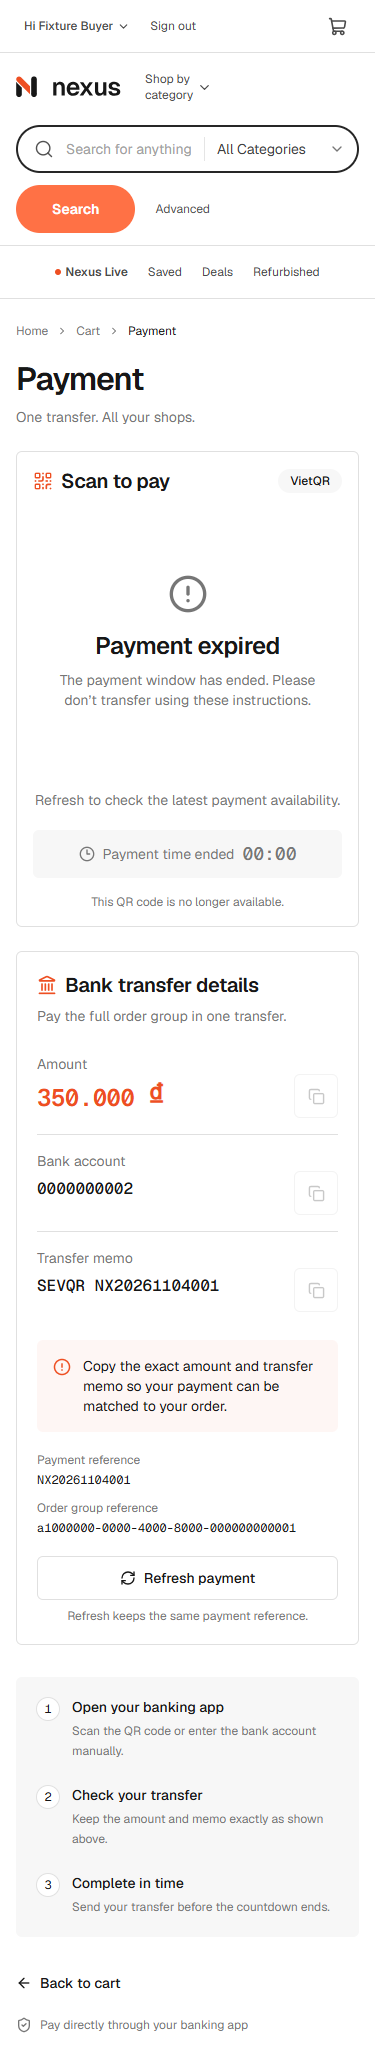 Hi Fixture Buyer
Sign out
nexus
Shop by
category
Search for anything
All Categories
Search
Advanced
Nexus Live
Saved
Deals
Refurbished
Home > Cart > Payment
Payment
One transfer. All your shops.
Scan to pay
VietQR
Payment expired
The payment window has ended. Please
don't transfer using these instructions.
Refresh to check the latest payment availability.
Payment time ended 00:00
This QR code is no longer available.
Bank transfer details
Pay the full order group in one transfer.
Amount
350.000 ₫
Bank account
0000000002
Transfer memo
SEVQR NX20261104001
Copy the exact amount and transfer
memo so your payment can be
matched to your order.
Payment reference
NX20261104001
Order group reference
a1000000-0000-4000-8000-000000000001
Refresh payment
Refresh keeps the same payment reference.
1
Open your banking app
Scan the QR code or enter the bank account
manually.
2
Check your transfer
Keep the amount and memo exactly as shown
above.
3
Complete in time
Send your transfer before the countdown ends.
Back to cart
Pay directly through your banking app